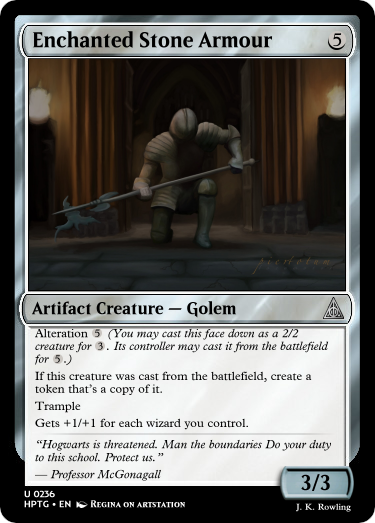 Enchanted Stone Armour 5
Artifact Creature — Golem
Alteration 5 (You may cast this face down as a 2/2
creature for 3. Its controller may cast it from the battlefield
for 5.)
If this creature was cast from the battlefield, create a
token that's a copy of it.
Trample
Gets +1/+1 for each wizard you control.
“Hogwarts is threatened. Man the boundaries Do your duty
to this school. Protect us.”
— Professor McGonagall
3/3
U 0236
HPTG • EN Regina on artstation
J. K. Rowling